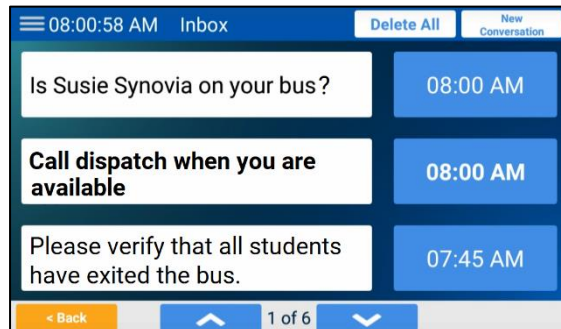 08:00:58 AM Inbox Delete All New
Conversation
Is Susie Synovia on your bus? 08:00 AM
Call dispatch when you are
available 08:00 AM
Please verify that all students
have exited the bus. 07:45 AM
< Back 1 of 6